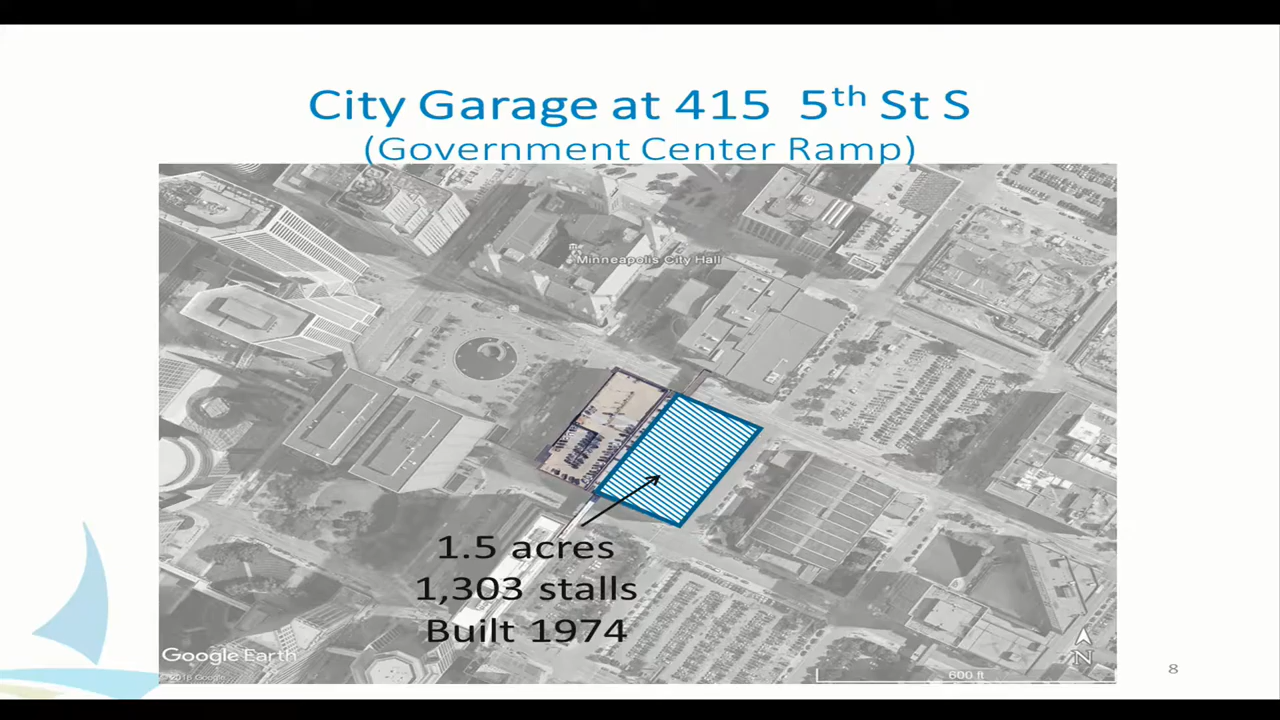 City Garage at 415 5th St S
(Government Center Ramp)
Minneapolis City Hall
1.5 acres
1,303 stalls
Built 1974
Google Earth
© 2016 Google
N
600 ft
8